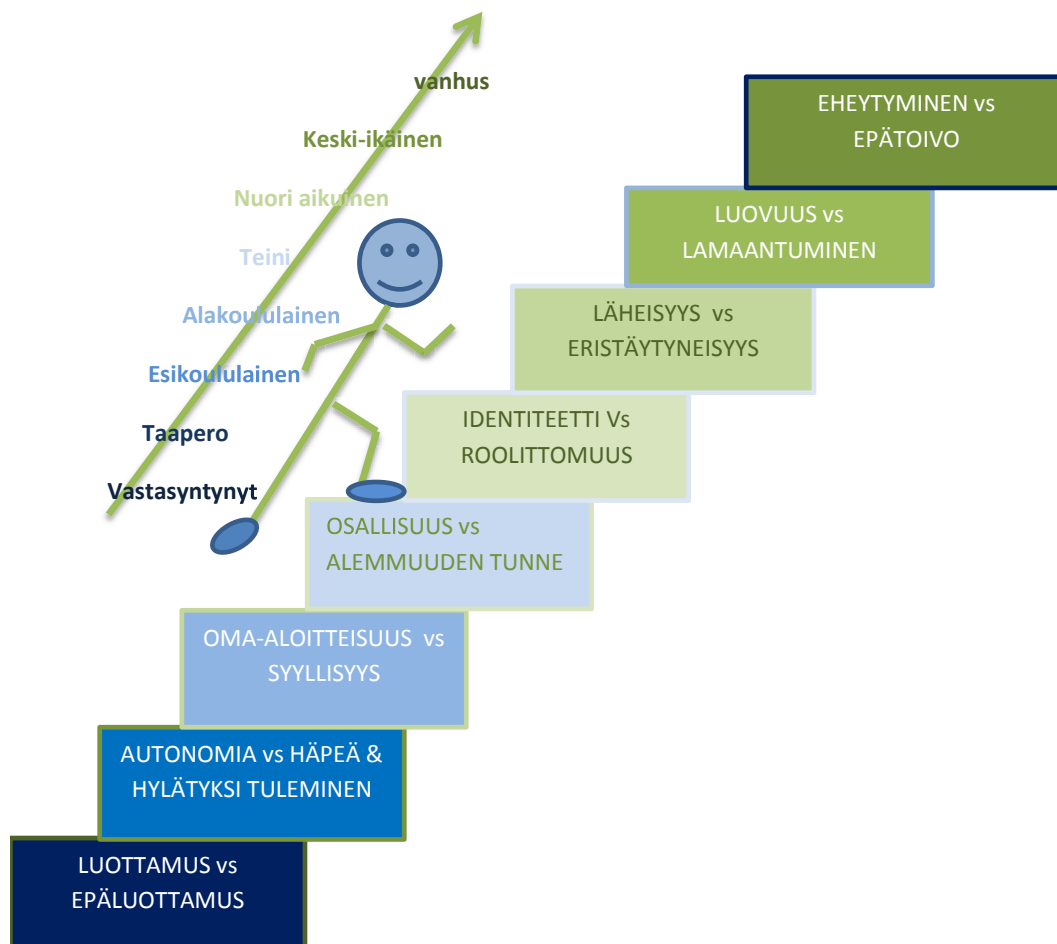 vanhus
Keski-ikäinen
Nuori aikuinen
Teini
Alakoululainen
Esikoululainen
Taapero
Vastasyntynyt
EHEYTYMINEN vs
EPÄTOIVO
LUOVUUS vs
LAMAANTUMINEN
LÄHEISYYS vs
ERISTÄYTYNEISYYS
IDENTITEETTI Vs
ROOLITTOMUUS
OSALLISUUS vs
ALEMMUUDEN TUNNE
OMA-ALOITTEISUUS vs
SYYLLISYYS
AUTONOMIA vs HÄPEÄ &
HYLÄTYKSI TULEMINEN
LUOTTAMUS vs
EPÄLUOTTAMUS